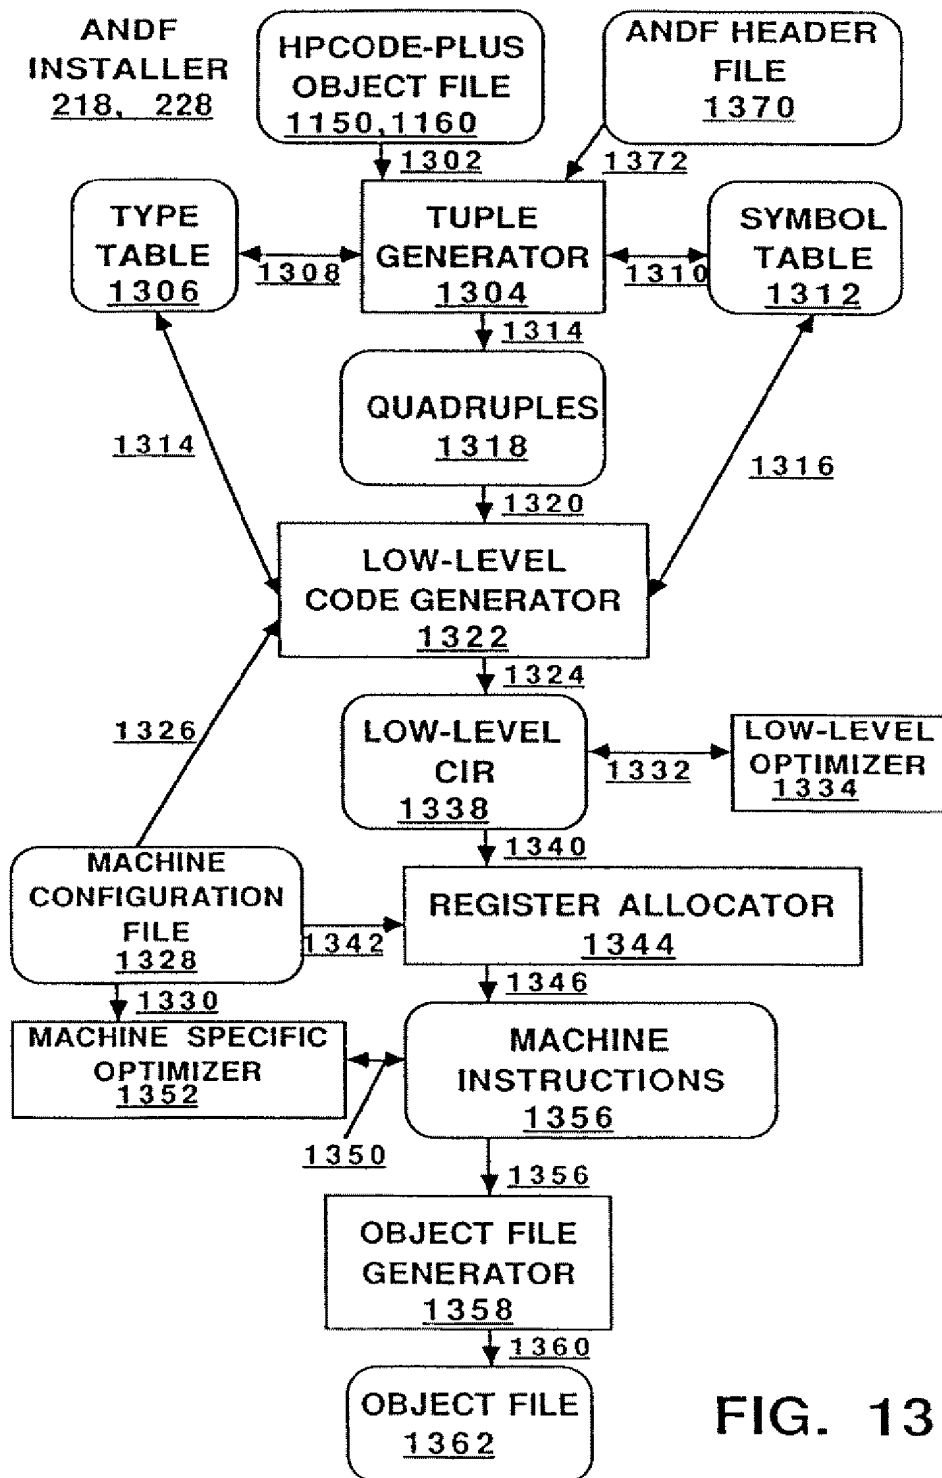 ANDF
INSTALLER
218, 228
HPCODE-PLUS
OBJECT FILE
1150,1160
ANDF HEADER
FILE
1370
1302
1372
TYPE
TABLE
1306
1308
TUPLE
GENERATOR
1304
1310
SYMBOL
TABLE
1312
1314
QUADRUPLES
1318
1314
1316
1320
LOW-LEVEL
CODE GENERATOR
1322
1324
1326
LOW-LEVEL
CIR
1338
1332
LOW-LEVEL
OPTIMIZER
1334
1340
MACHINE
CONFIGURATION
FILE
1328
1342
REGISTER ALLOCATOR
1344
1330
1346
MACHINE SPECIFIC
OPTIMIZER
1352
1350
MACHINE
INSTRUCTIONS
1356
1356
OBJECT FILE
GENERATOR
1358
1360
OBJECT FILE
1362
FIG. 13